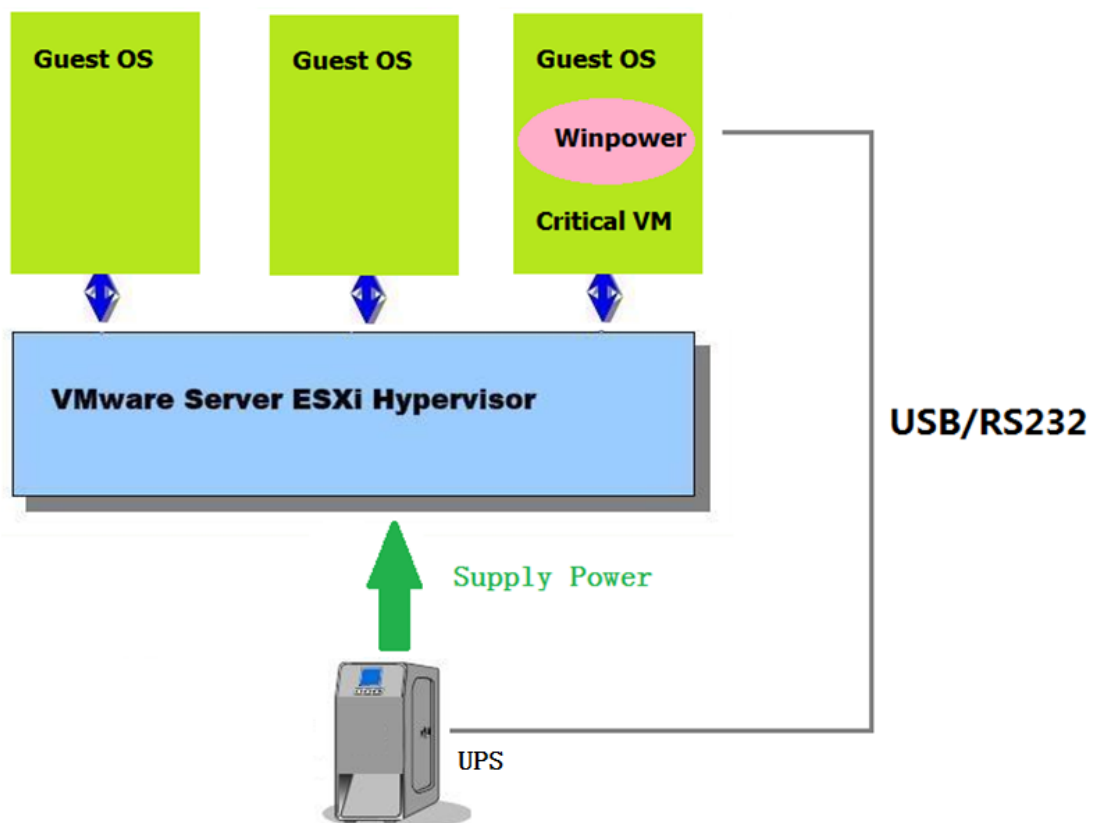 Guest OS
Guest OS
Guest OS
Winpower
Critical VM
VMware Server ESXi Hypervisor
USB/RS232
Supply Power
UPS